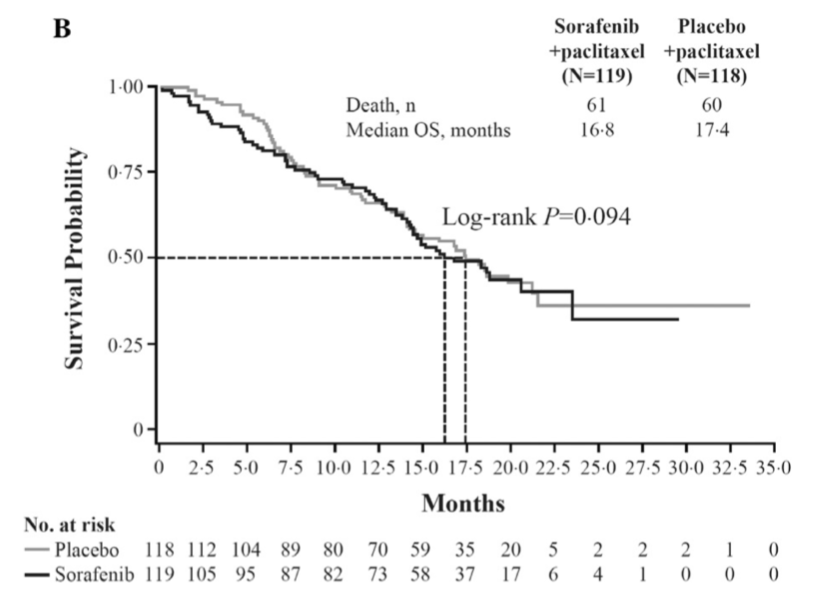 B
Sorafenib Placebo
+paclitaxel +paclitaxel
(N=119) (N=118)
Death, n 61 60
Median OS, months 16·8 17·4
Log-rank P=0·094
Survival Probability
1·00
0·75
0·50
0·25
0
0 2·5 5·0 7·5 10·0 12·5 15·0 17·5 20·0 22·5 25·0 27·5 30·0 32·5 35·0
Months
No. at risk
Placebo 118 112 104 89 80 70 59 35 20 5 2 2 2 1 0
Sorafenib 119 105 95 87 82 73 58 37 17 6 4 1 0 0 0